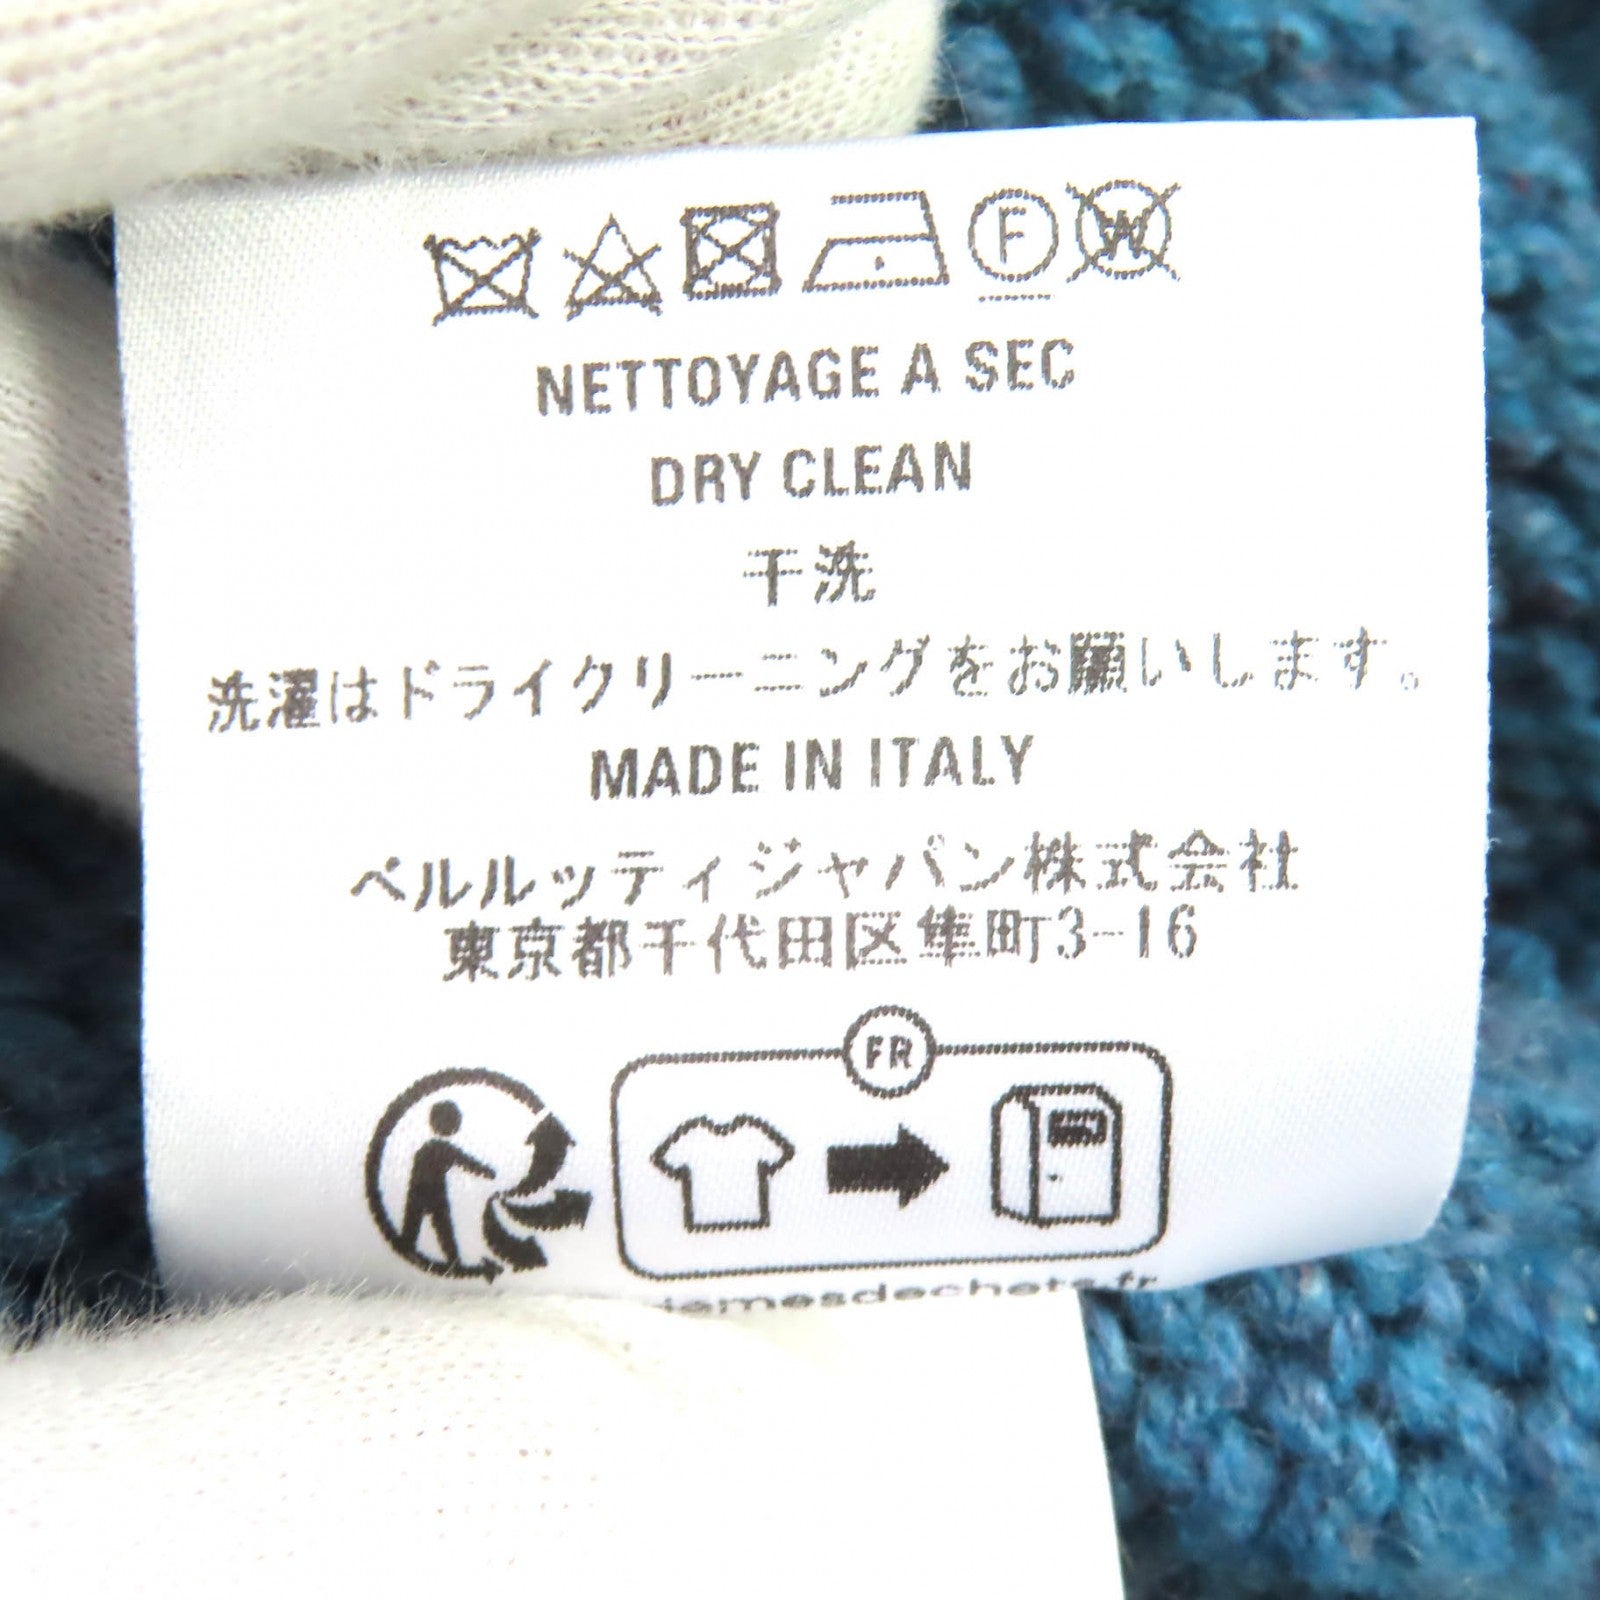 F W
NETTOYAGE A SEC
DRY CLEAN
干洗
洗濯はドライクリーニングをお願いします。
MADE IN ITALY
ベルルッティジャパン株式会社
東京都千代田区隼町3-16
FR